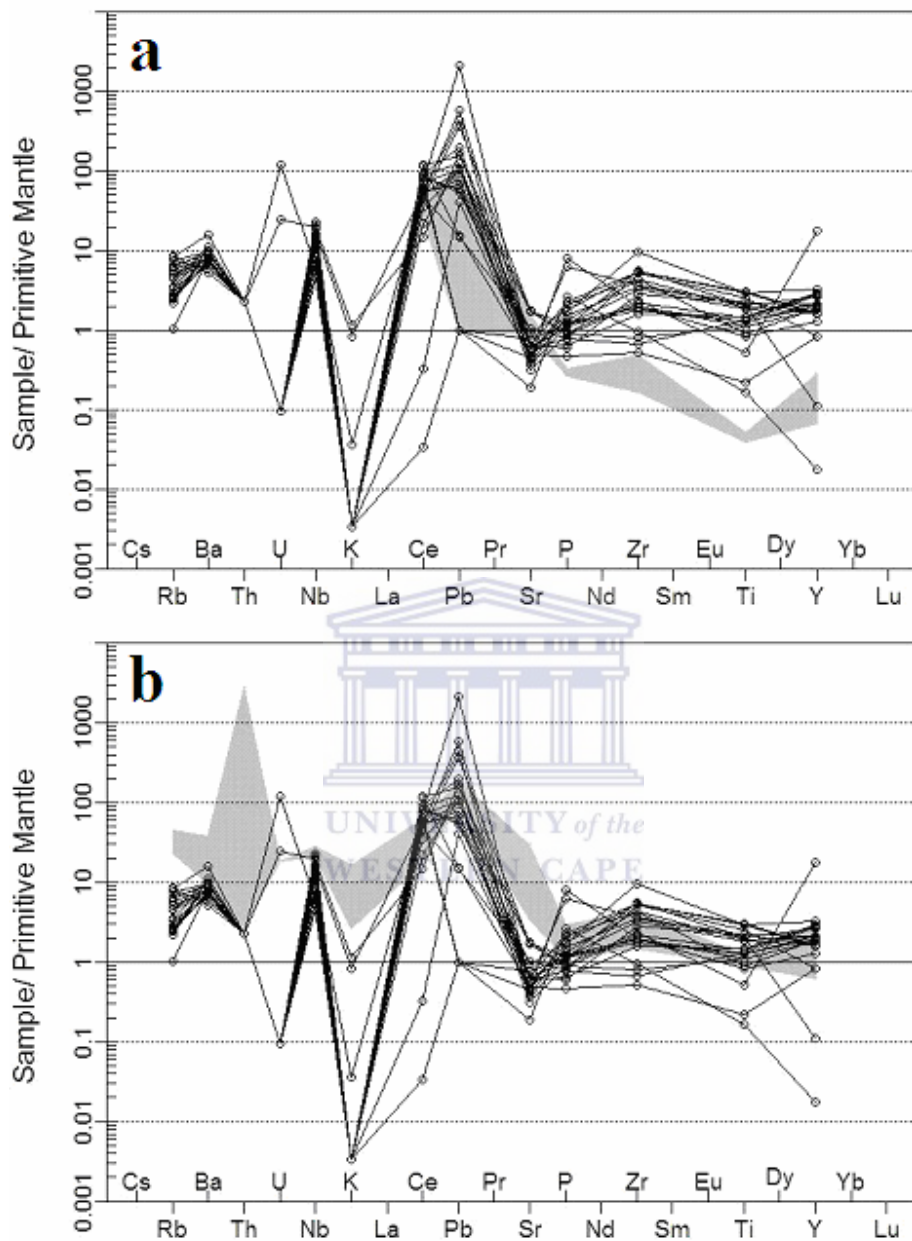 a
Sample/ Primitive Mantle
1000
100
10
1
0.1
0.01
0.001
Cs Ba U K Ce Pr P Zr Eu Dy Yb
Rb Th Nb La Pb Sr Nd Sm Ti Y Lu
b
Sample/ Primitive Mantle
1000
100
10
1
0.1
0.01
0.001
UNIVERSITY of the
WESTERN CAPE
Cs Ba U K Ce Pr P Zr Eu Dy Yb
Rb Th Nb La Pb Sr Nd Sm Ti Y Lu